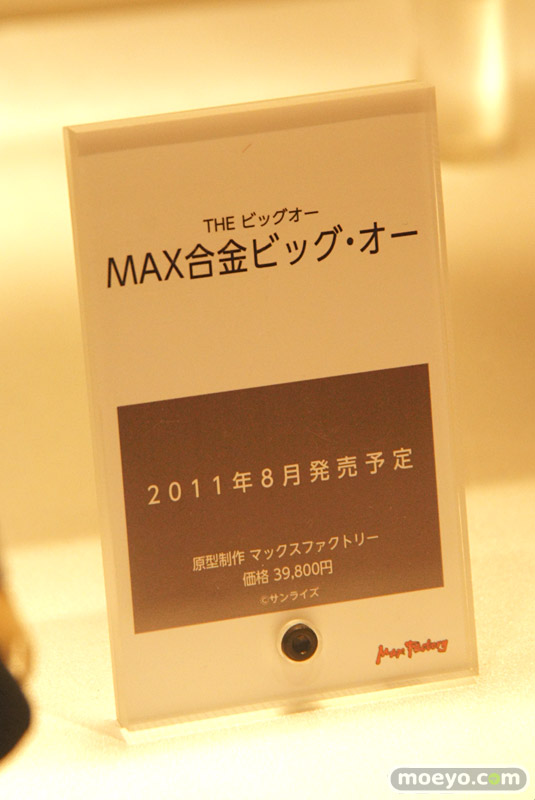 THE ビッグオー
MAX合金ビッグ・オー
2011年8月発売予定
原型制作 マックスファクトリー
価格 39,800円
©サンライズ
Max Factory
moeyo.com